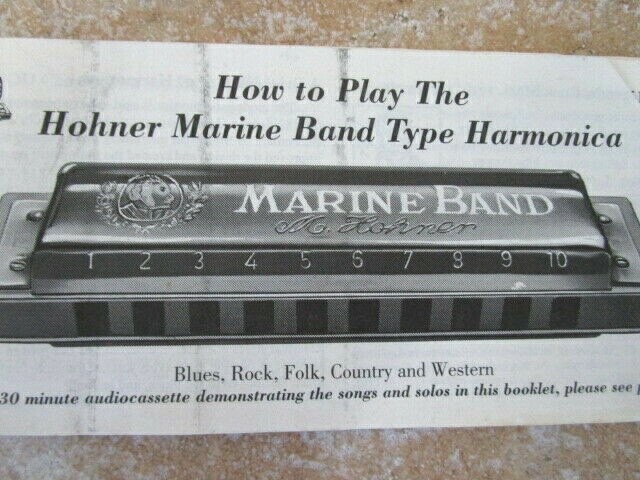 How to Play The
Hohner Marine Band Type Harmonica
MARINE BAND
M. Hohner
1 2 3 4 5 6 7 8 9 10
Blues, Rock, Folk, Country and Western
30 minute audiocassette demonstrating the songs and solos in this booklet, please see